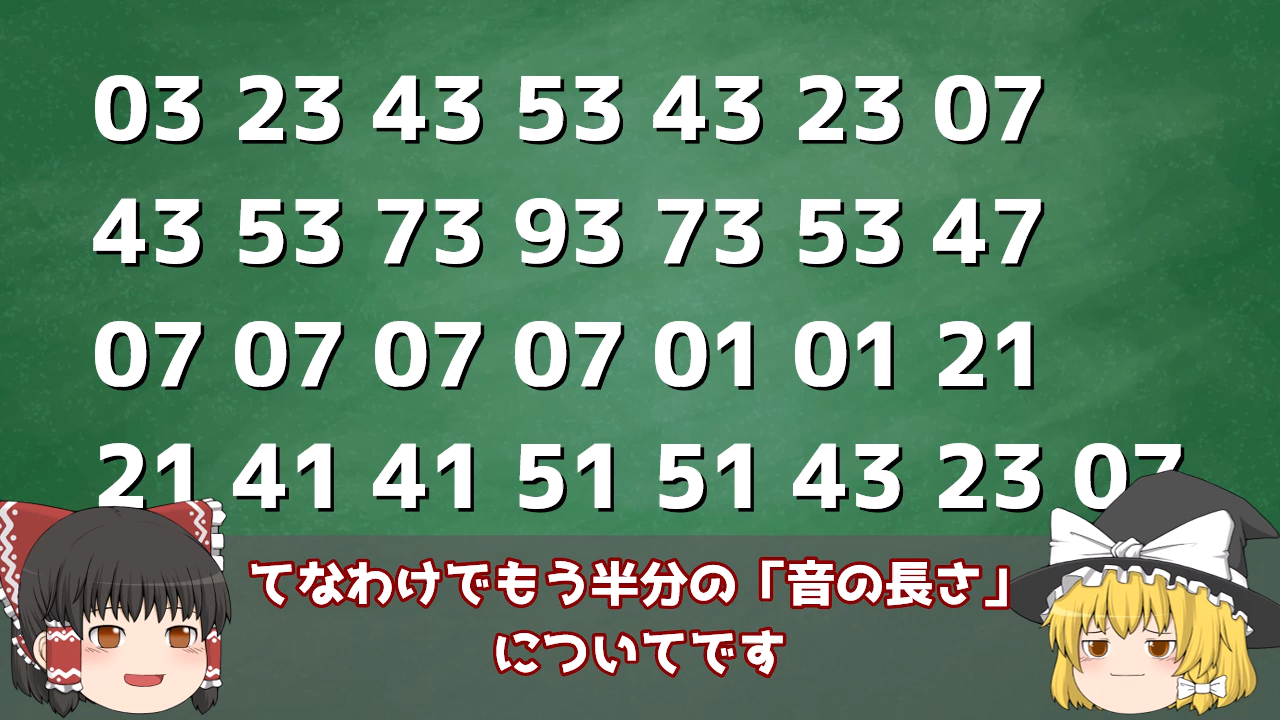 03 23 43 53 43 23 07
43 53 73 93 73 53 47
07 07 07 07 01 01 21
21 41 41 51 51 43 23 07
てなわけでもう半分の「音の長さ」
についてです